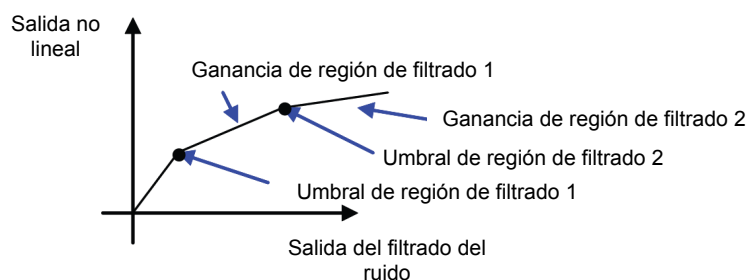 Salida no
lineal
Ganancia de región de filtrado 1
Ganancia de región de filtrado 2
Umbral de región de filtrado 2
Umbral de región de filtrado 1
Salida del filtrado del
ruido